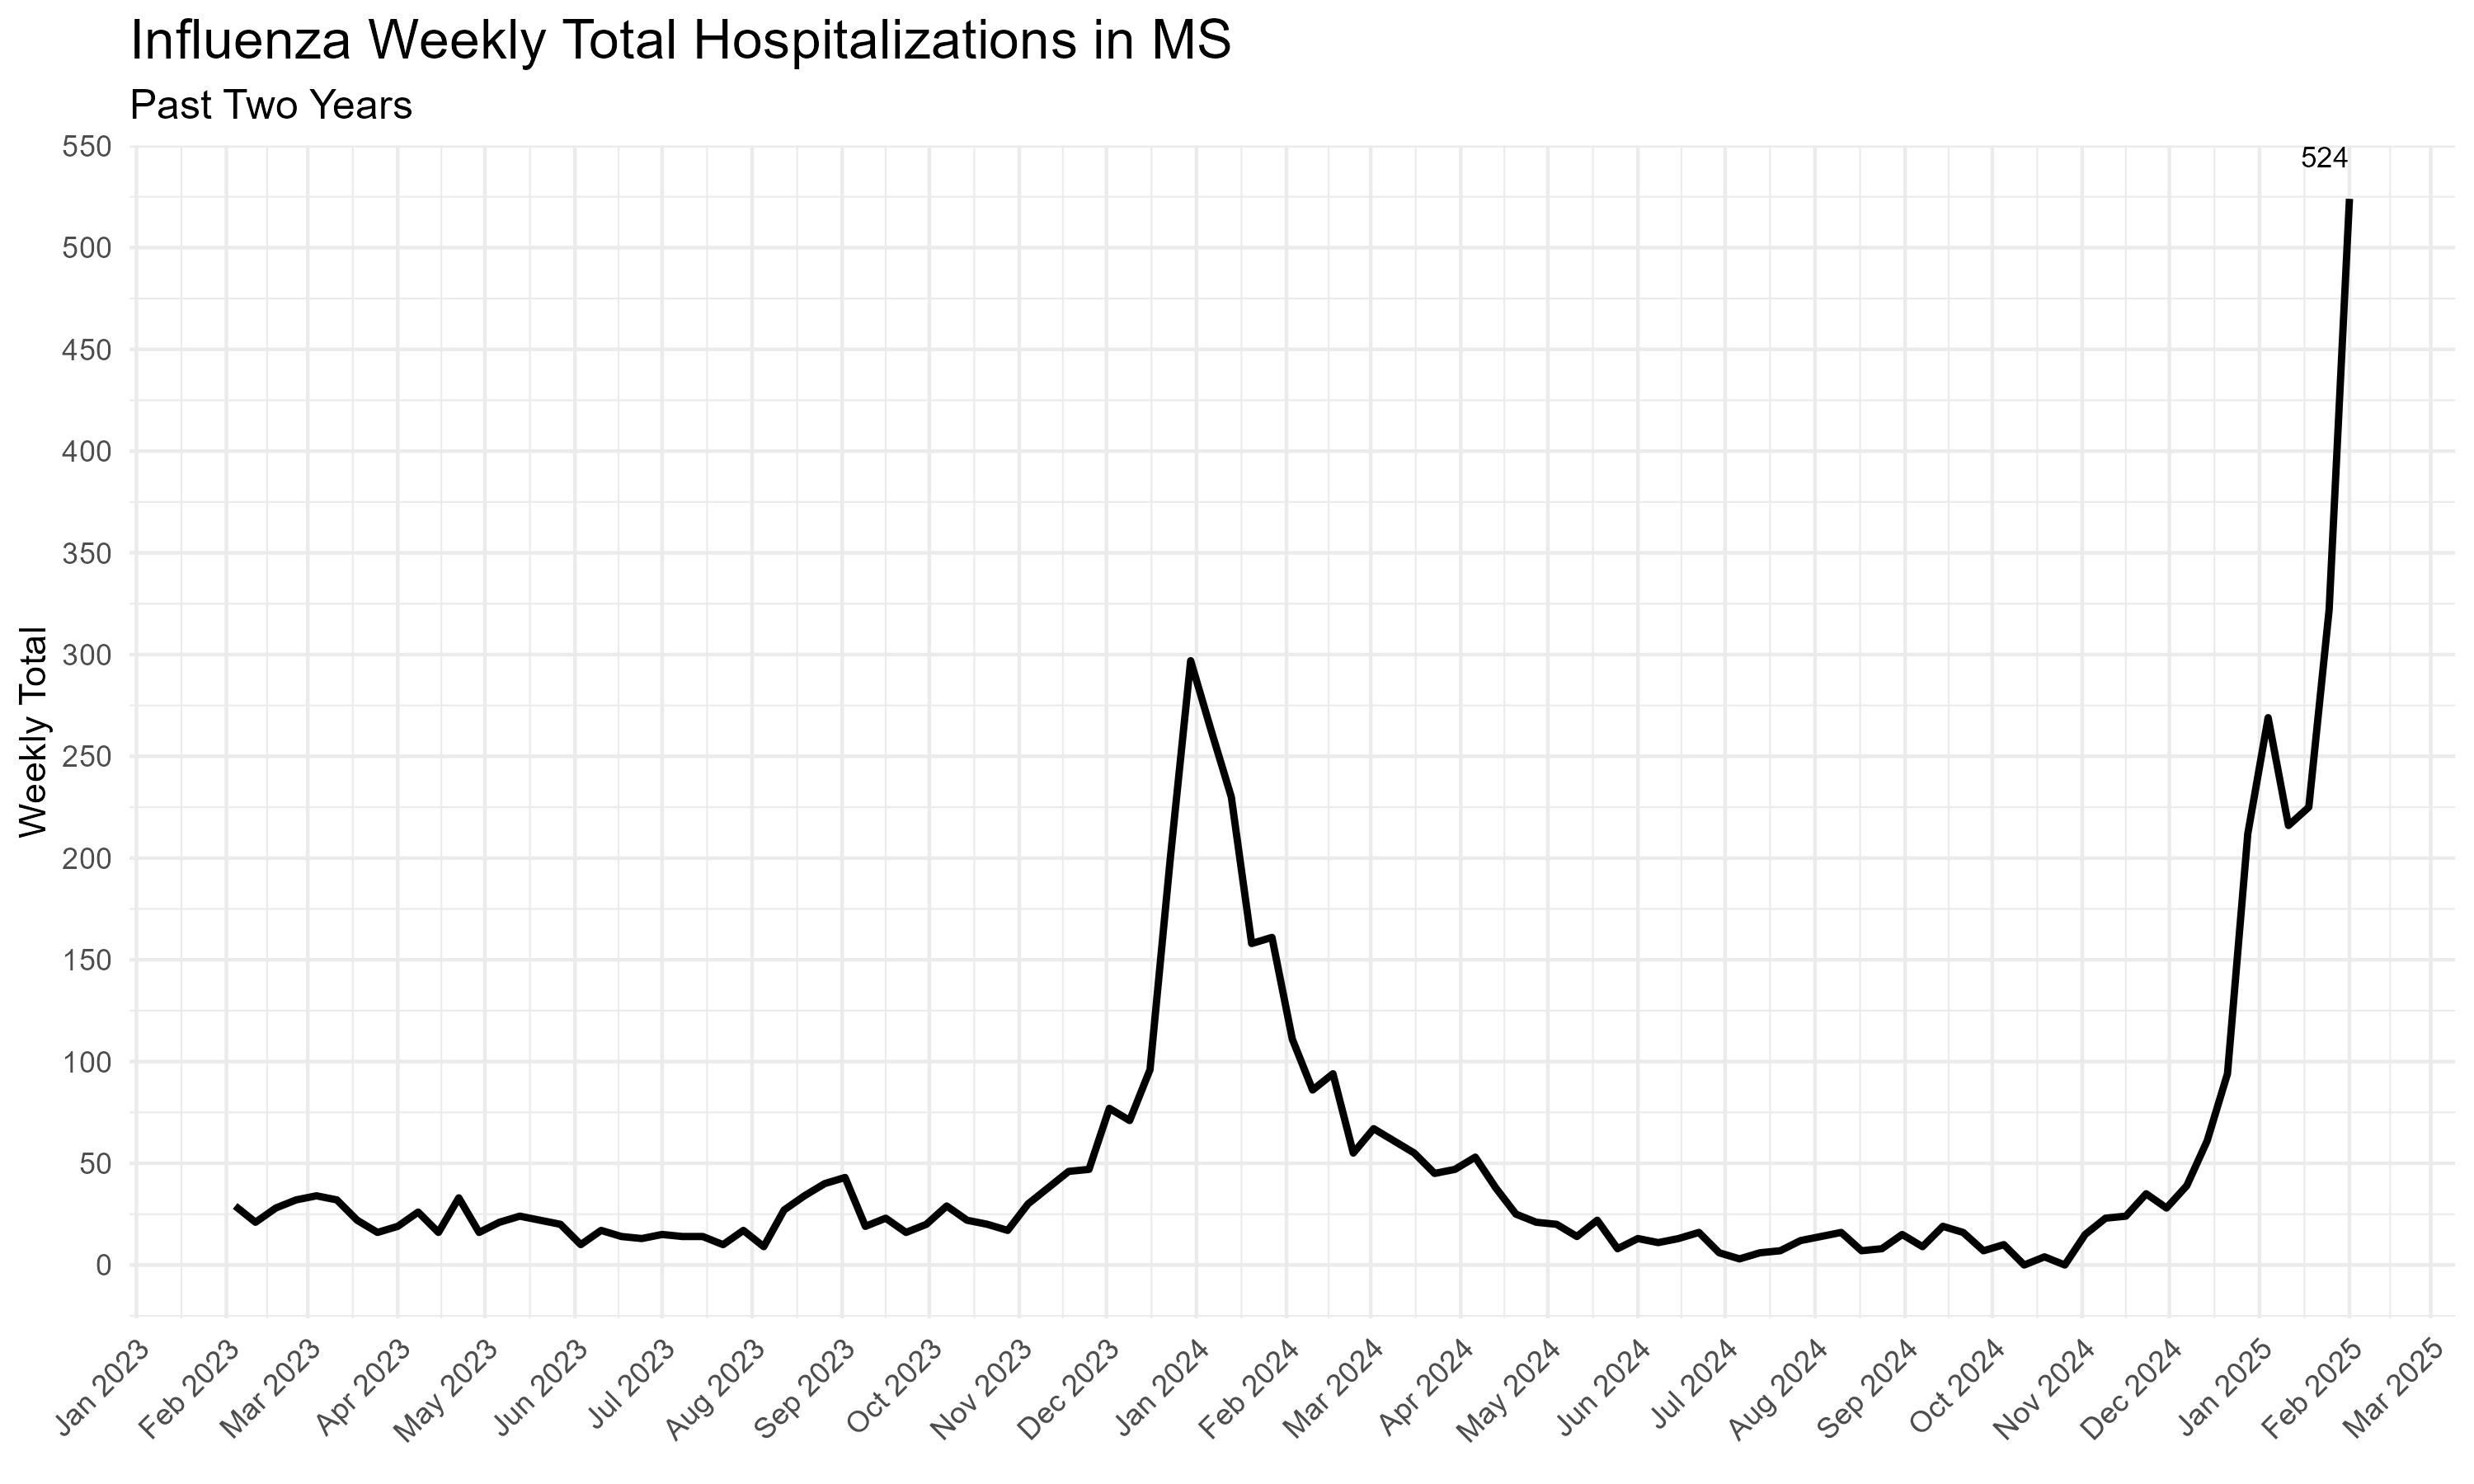 Influenza Weekly Total Hospitalizations in MS
Past Two Years
550
524
500
450
400
350
300
250
200
150
100
50
0
Weekly Total
Jan 2023
Feb 2023
Mar 2023
Apr 2023
May 2023
Jun 2023
Jul 2023
Aug 2023
Sep 2023
Oct 2023
Nov 2023
Dec 2023
Jan 2024
Feb 2024
Mar 2024
Apr 2024
May 2024
Jun 2024
Jul 2024
Aug 2024
Sep 2024
Oct 2024
Nov 2024
Dec 2024
Jan 2025
Feb 2025
Mar 2025